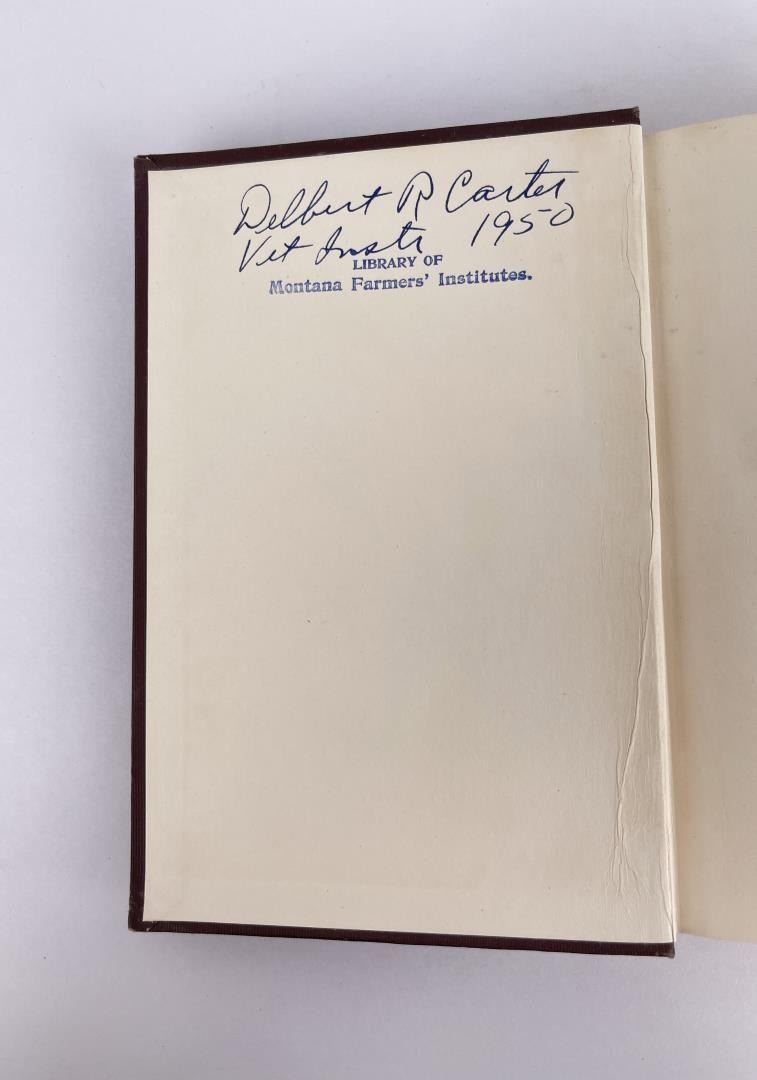 Delbert R Carter
Vet Instr 1950
LIBRARY OF
Montana Farmers' Institutes.